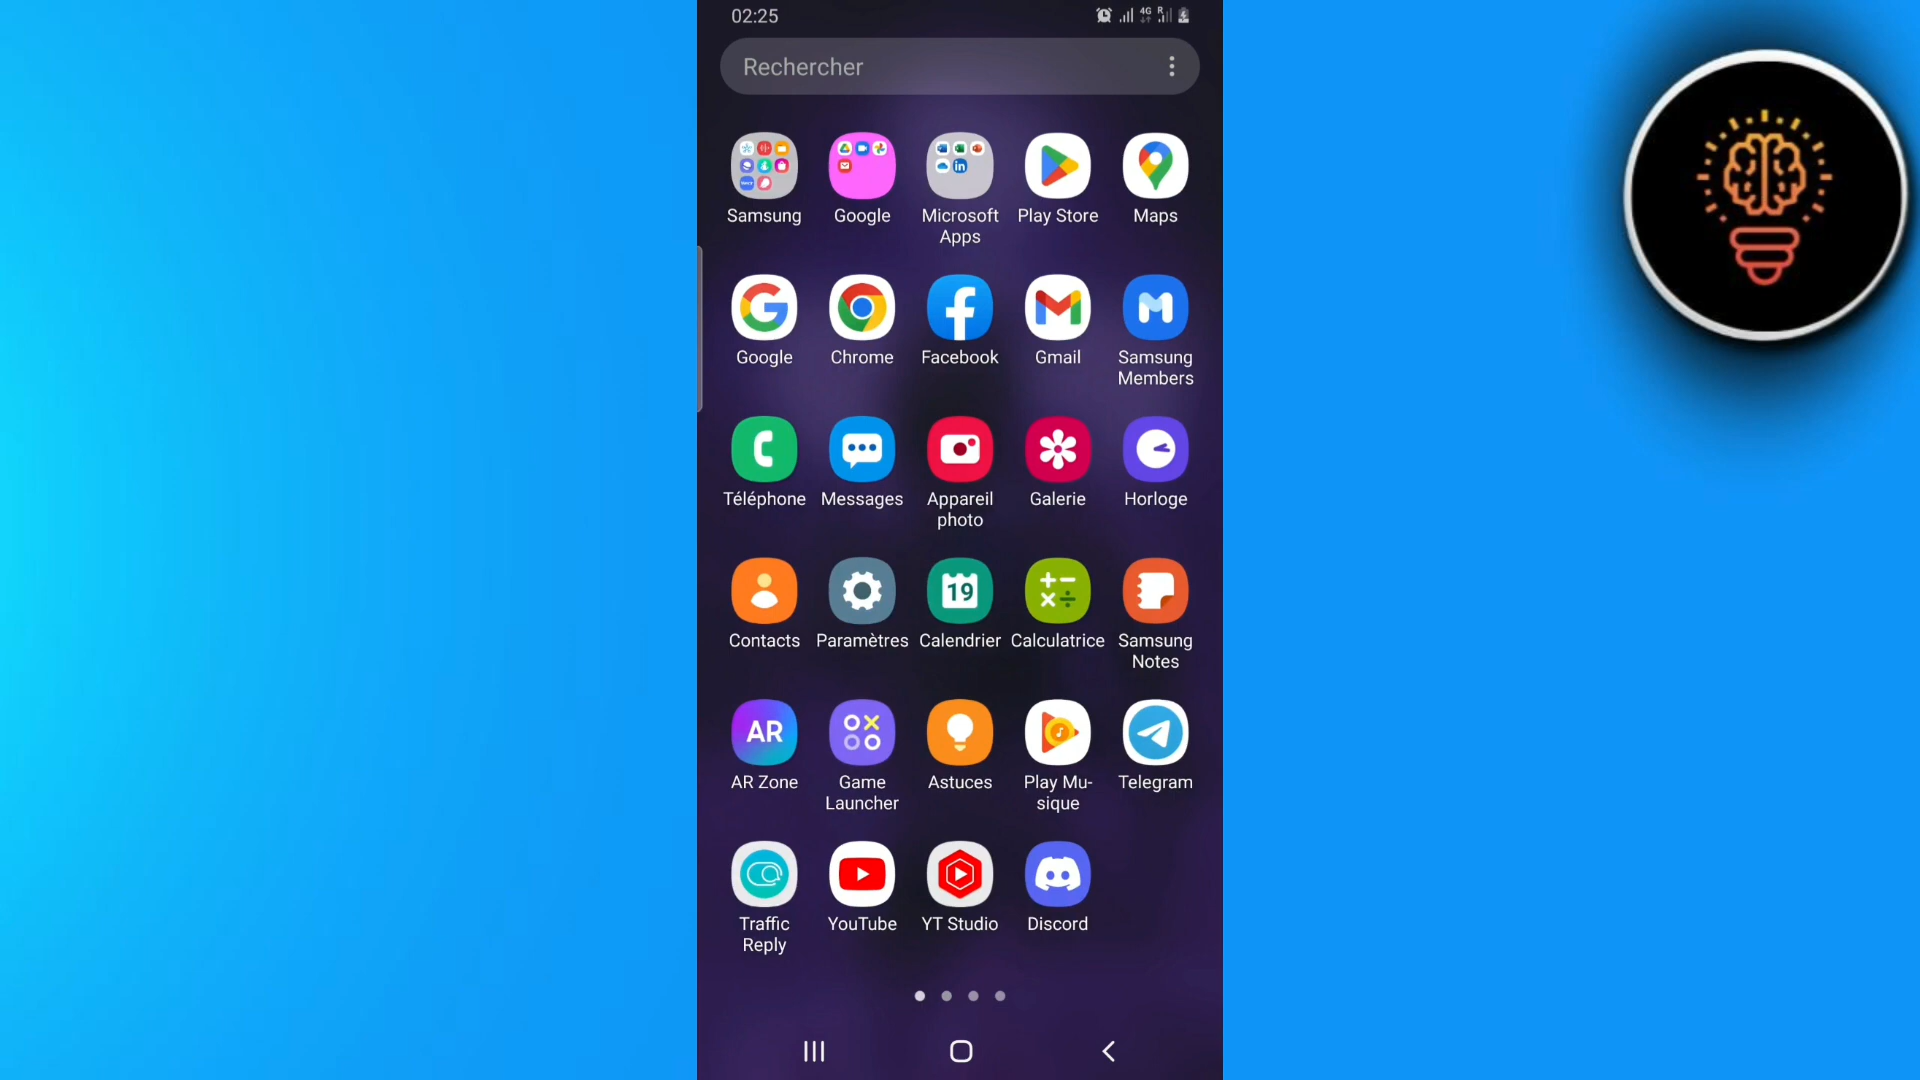 02:25
4G R
Rechercher
Samsung Google Microsoft Apps Play Store Maps
Google Chrome Facebook Gmail Samsung Members
Téléphone Messages Appareil photo Galerie Horloge
19
Contacts Paramètres Calendrier Calculatrice Samsung Notes
AR
AR Zone Game Launcher Astuces Play Mu-sique Telegram
Traffic Reply YouTube YT Studio Discord